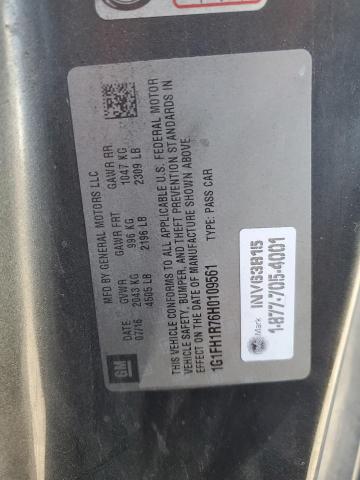 MFD BY GENERAL MOTORS LLC
DATE GVWR GAWR FRT GAWR RR
07/16 2043 KG 996 KG 1047 KG
4505 LB 2196 LB 2309 LB
THIS VEHICLE CONFORMS TO ALL APPLICABLE U.S. FEDERAL MOTOR
VEHICLE SAFETY, BUMPER, AND THEFT PREVENTION STANDARDS IN
EFFECT ON THE DATE OF MANUFACTURE SHOWN ABOVE.
1G1FH1R76H0109561 TYPE: PASS CAR
GM
Mark
INV63815
1-877-705-4001